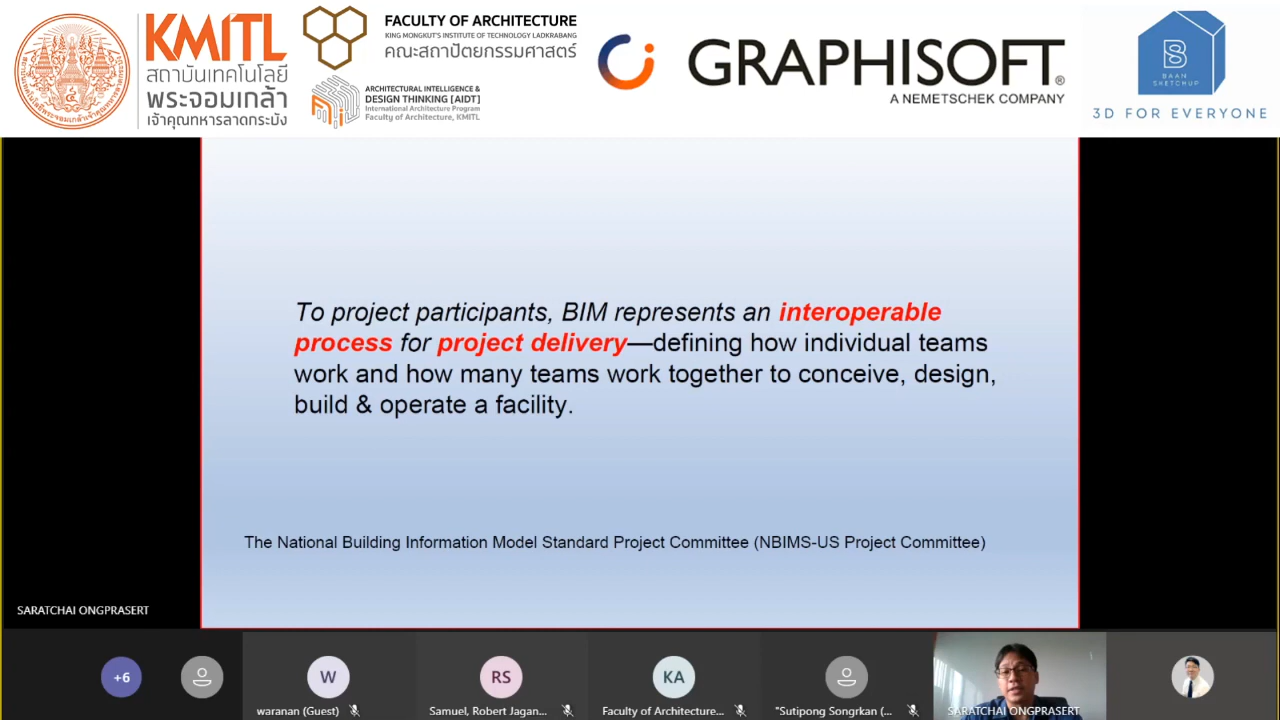 KMITL
สถาบันเทคโนโลยี
พระจอมเกล้า
เจ้าคุณทหารลาดกระบัง
FACULTY OF ARCHITECTURE
KING MONGKUT'S INSTITUTE OF TECHNOLOGY LADKRABANG
คณะสถาปัตยกรรมศาสตร์
ARCHITECTURAL INTELLIGENCE &
DESIGN THINKING [AIDT]
International Architecture Program
Faculty of Architecture, KMITL
GRAPHISOFT®
A NEMETSCHEK COMPANY
B
S
BAAN
SKETCHUP
3D FOR EVERYONE
To project participants, BIM represents an interoperable
process for project delivery—defining how individual teams
work and how many teams work together to conceive, design,
build & operate a facility.
The National Building Information Model Standard Project Committee (NBIMS-US Project Committee)
SARATCHAI ONGPRASERT
+6
W
waranan (Guest)
RS
Samuel, Robert Jagan...
KA
Faculty of Architecture...
"Sutipong Songrkan (...
SARATCHAI ONGPRASERT